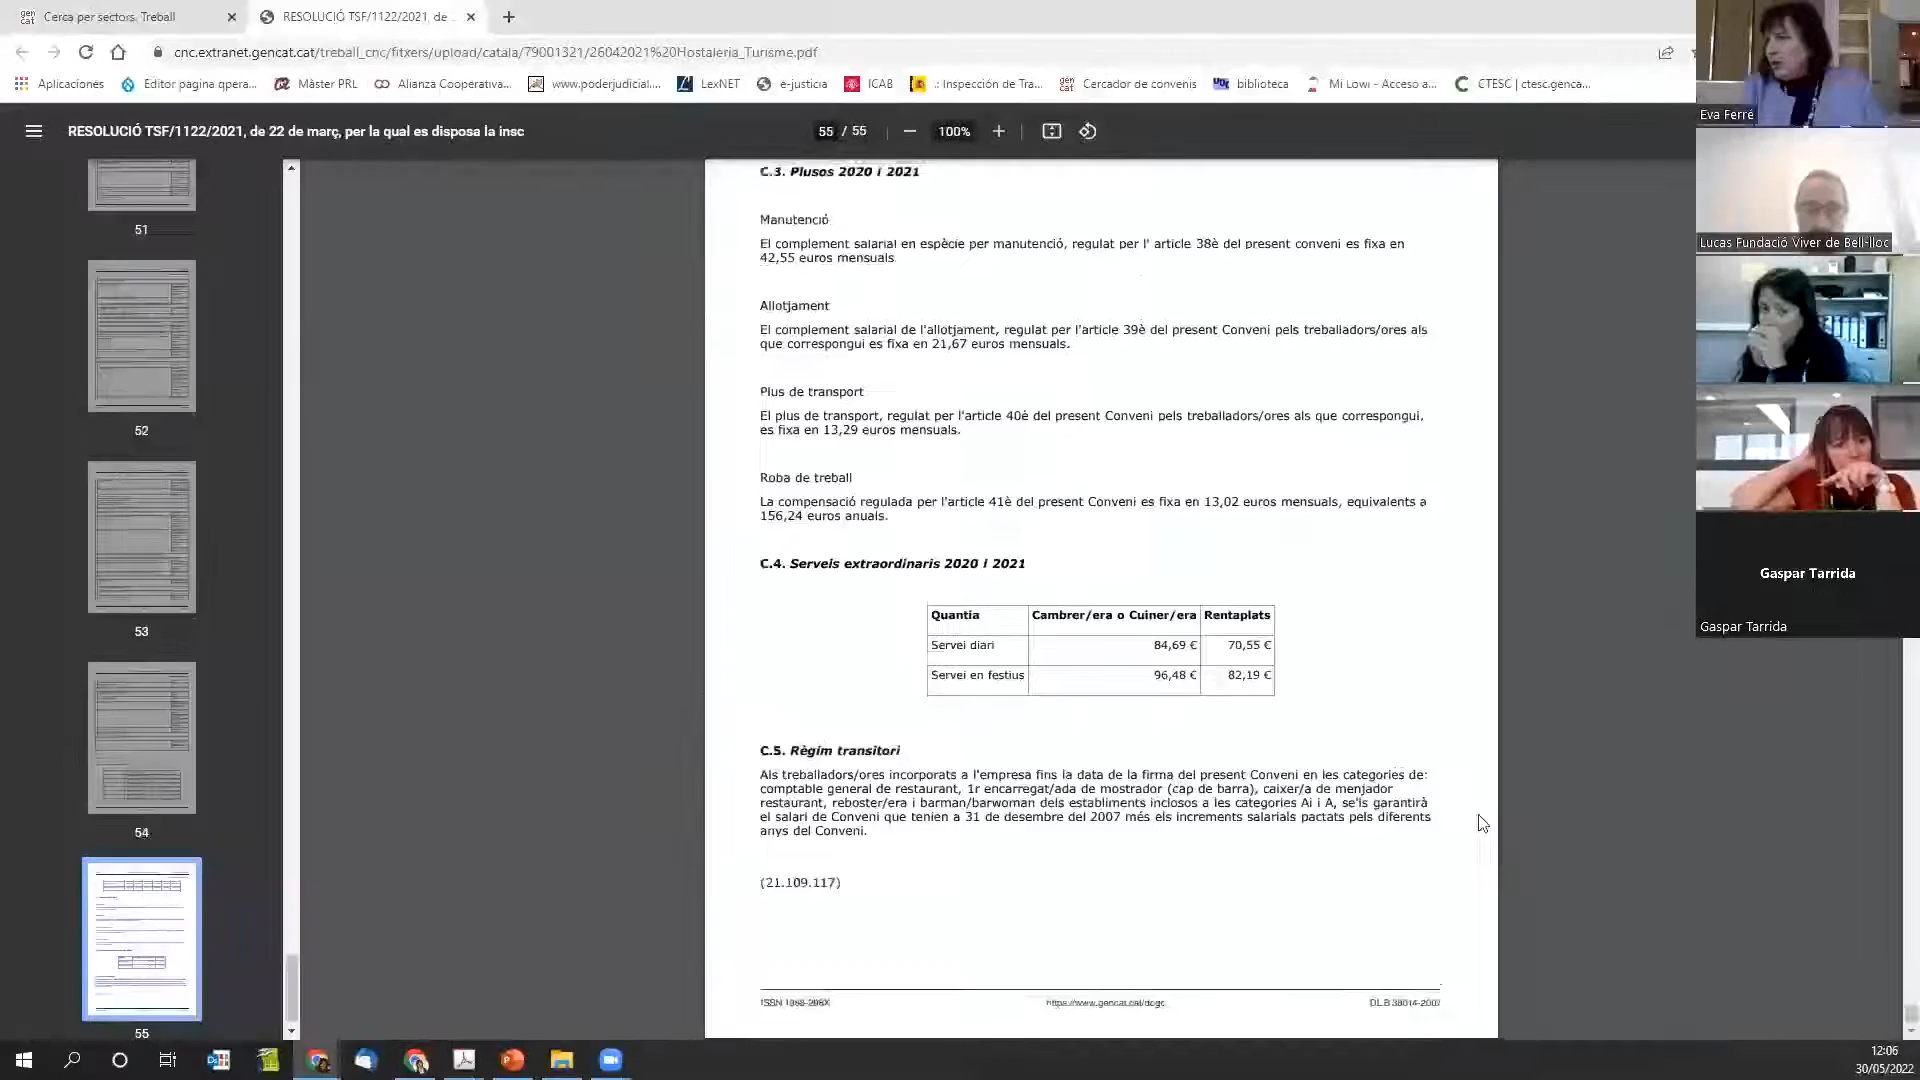 gen
cat
Cerca per sectors. Treball
RESOLUCIÓ TSF/1122/2021, de
cnc.extranet.gencat.cat/treball_cnc/fitxers/upload/catala/79001321/26042021%20Hostaleria_Turisme.pdf
Aplicaciones
Editor pagina opera...
Màster PRL
Alianza Cooperativa...
www.poderjudicial....
LexNET
e-justicia
ICAB
.: Inspección de Tra...
gen
cat
Cercador de convenis
biblioteca
Mi Lowi - Acceso a...
CTESC | ctesc.genca...
RESOLUCIÓ TSF/1122/2021, de 22 de març, per la qual es disposa la insc
55 / 55
100%
51
52
53
54
55
C.3. Plusos 2020 i 2021
Manutenció
El complement salarial en espècie per manutenció, regulat per l' article 38è del present conveni es fixa en
42,55 euros mensuals
Allotjament
El complement salarial de l'allotjament, regulat per l'article 39è del present Conveni pels treballadors/ores als
que correspongui es fixa en 21,67 euros mensuals.
Plus de transport
El plus de transport, regulat per l'article 40è del present Conveni pels treballadors/ores als que correspongui,
es fixa en 13,29 euros mensuals.
Roba de treball
La compensació regulada per l'article 41è del present Conveni es fixa en 13,02 euros mensuals, equivalents a
156,24 euros anuals.
C.4. Serveis extraordinaris 2020 i 2021
Quantia Cambrer/era o Cuiner/era Rentaplats
Servei diari 84,69 € 70,55 €
Servei en festius 96,48 € 82,19 €
C.5. Règim transitori
Als treballadors/ores incorporats a l'empresa fins la data de la firma del present Conveni en les categories de:
comptable general de restaurant, 1r encarregat/ada de mostrador (cap de barra), caixer/a de menjador
restaurant, reboster/era i barman/barwoman dels establiments inclosos a les categories Ai i A, se'ls garantirà
el salari de Conveni que tenien a 31 de desembre del 2007 més els increments salarials pactats pels diferents
anys del Conveni.
(21.109.117)
ISSN 1988-298X
https://www.gencat.cat/dogc
DL B 38014-2007
Eva Ferré
Lucas Fundació Viver de Bell-lloc
Gaspar Tarrida
Gaspar Tarrida
12:06
30/05/2022